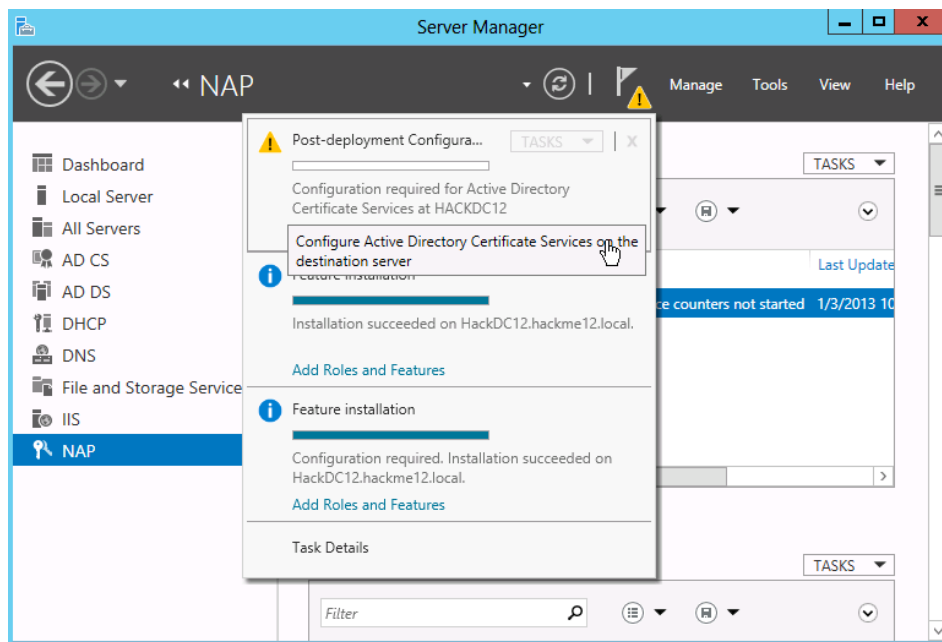 Server Manager
NAP
Manage Tools View Help
Post-deployment Configura...
TASKS
X
Configuration required for Active Directory
Certificate Services at HACKDC12
Configure Active Directory Certificate Services on the
destination server
Feature installation
Installation succeeded on HackDC12.hackme12.local.
Add Roles and Features
Feature installation
Configuration required. Installation succeeded on
HackDC12.hackme12.local.
Add Roles and Features
Task Details
Dashboard
Local Server
All Servers
AD CS
AD DS
DHCP
DNS
File and Storage Service
IIS
NAP
TASKS
Last Update
ce counters not started 1/3/2013 10
TASKS
Filter